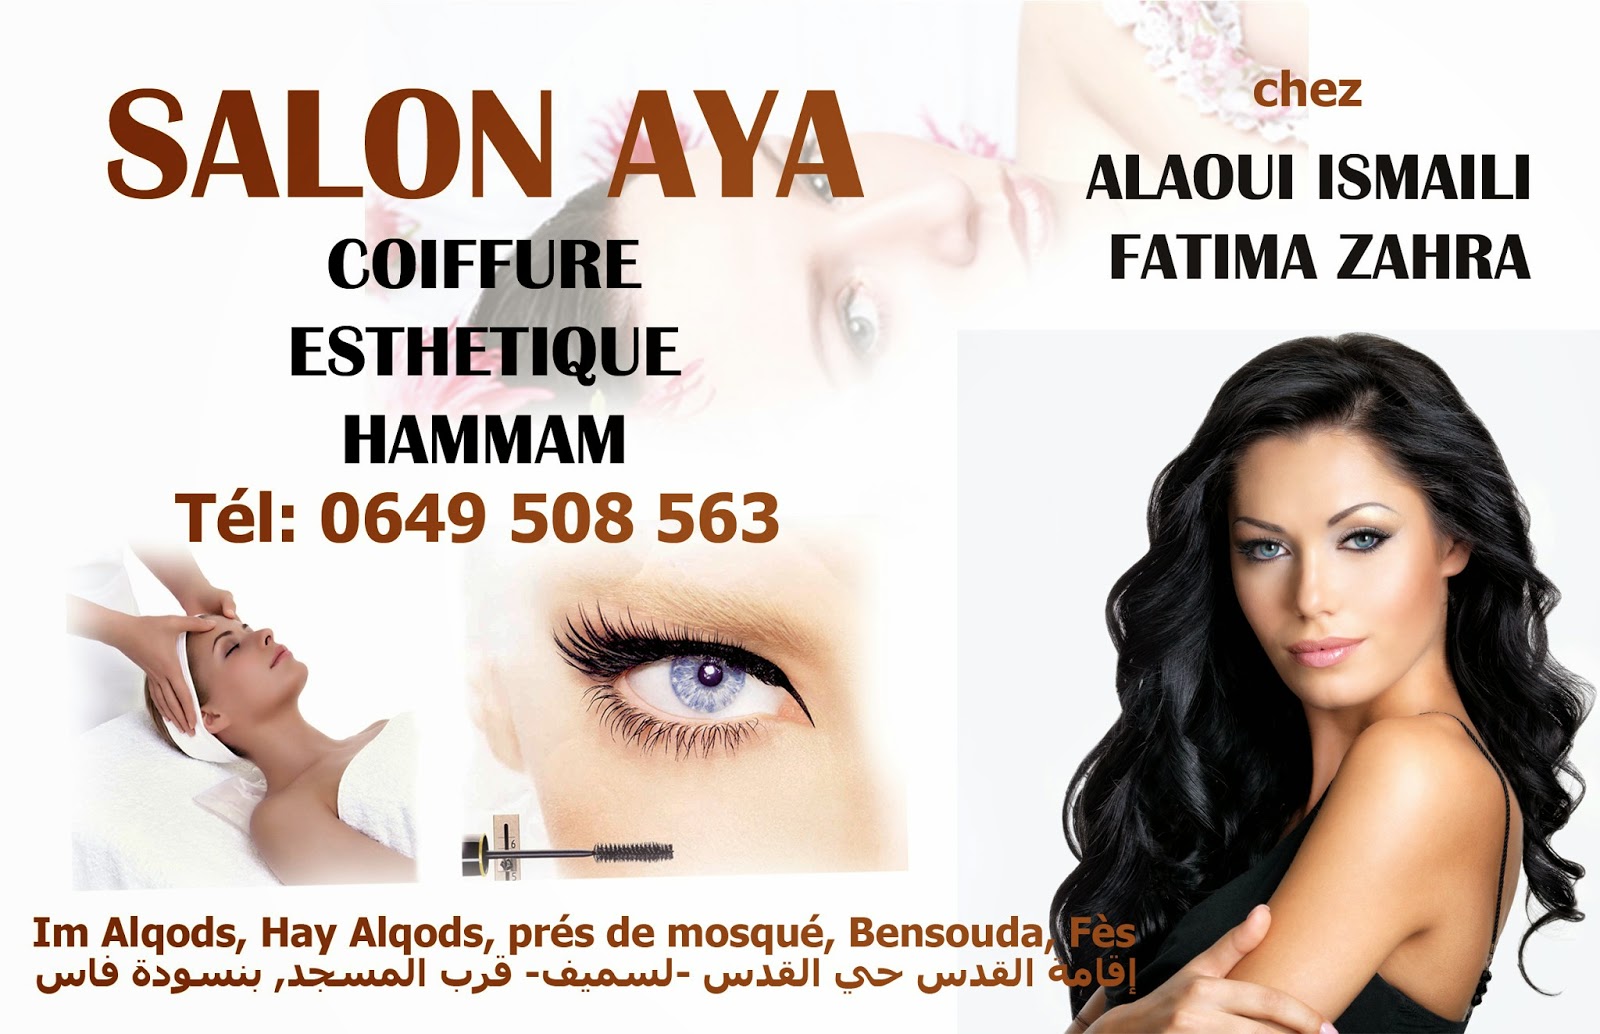 SALON AYA
COIFFURE
ESTHETIQUE
HAMMAM
Tél: 0649 508 563
chez
ALAOUI ISMAILI
FATIMA ZAHRA
Im Alqods, Hay Alqods, prés de mosqué, Bensouda, Fès
إقامة القدس حي القدس -لسميف- قرب المسجد, بنسودة فاس